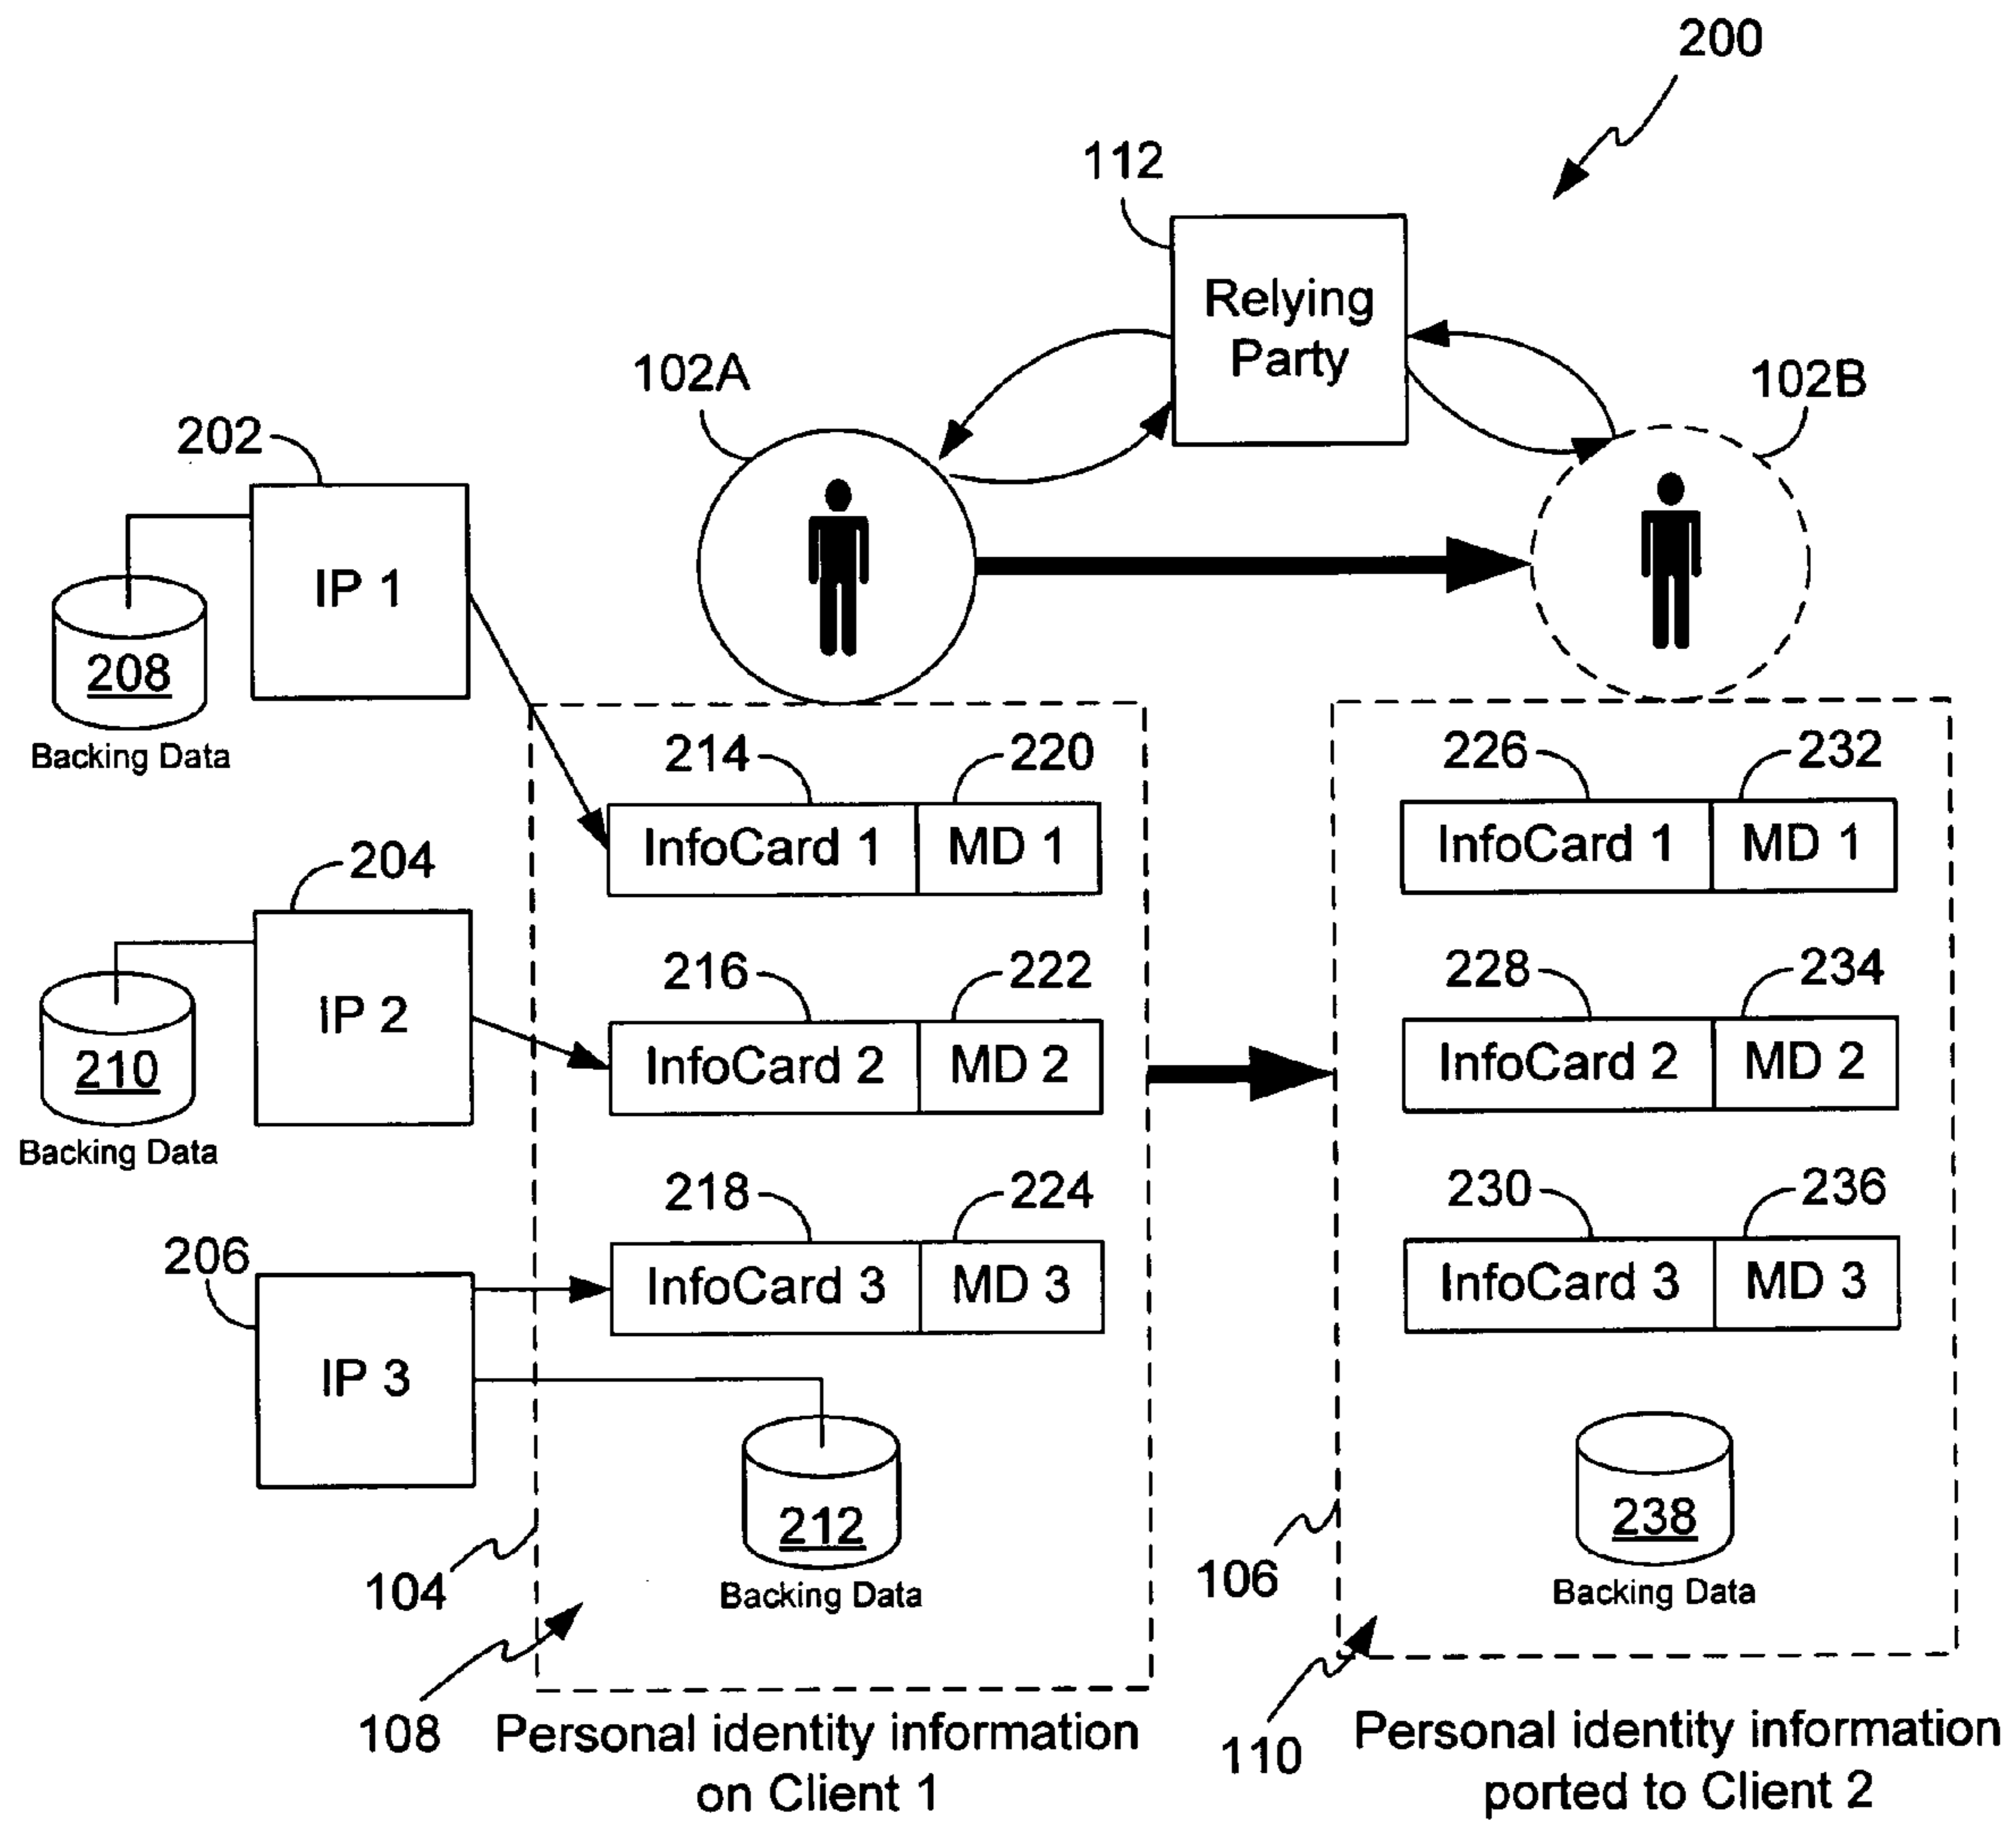 200
112
Relying
Party
102A
102B
202
IP 1
208
Backing Data
214
220
226
232
InfoCard 1
MD 1
InfoCard 1
MD 1
204
IP 2
210
Backing Data
216
222
228
234
InfoCard 2
MD 2
InfoCard 2
MD 2
218
224
230
236
206
InfoCard 3
MD 3
InfoCard 3
MD 3
IP 3
212
Backing Data
238
Backing Data
104
106
108
110
Personal identity information
on Client 1
Personal identity information
ported to Client 2